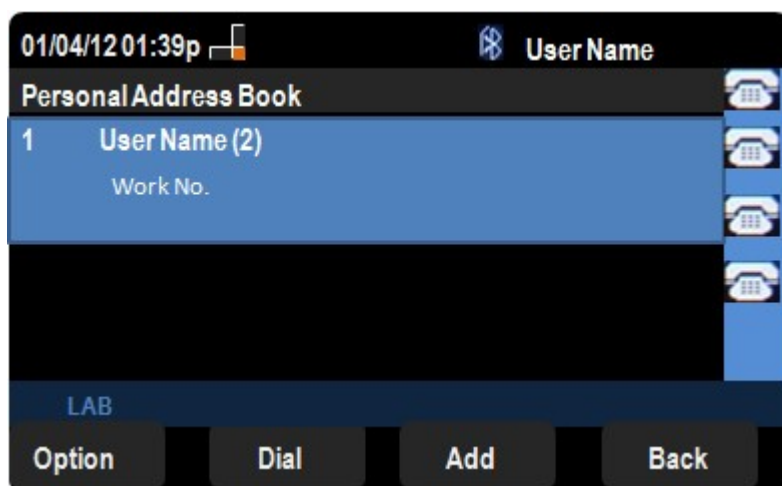 01/04/12 01:39p User Name
Personal Address Book
1 User Name (2)
Work No.
LAB
Option Dial Add Back